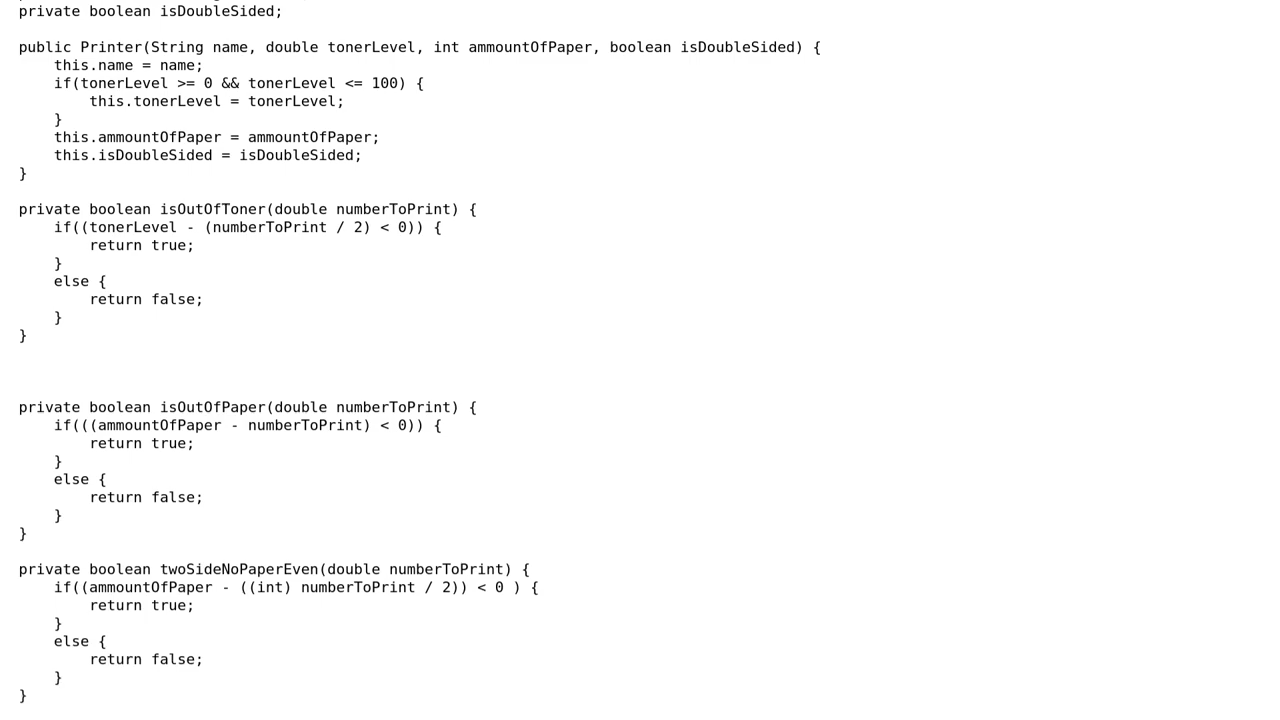 private boolean isDoubleSided;
public Printer(String name, double tonerLevel, int ammountOfPaper, boolean isDoubleSided) {
    this.name = name;
    if(tonerLevel >= 0 && tonerLevel <= 100) {
        this.tonerLevel = tonerLevel;
    }
    this.ammountOfPaper = ammountOfPaper;
    this.isDoubleSided = isDoubleSided;
}
private boolean isOutOfToner(double numberToPrint) {
    if((tonerLevel - (numberToPrint / 2) < 0)) {
        return true;
    }
    else {
        return false;
    }
}
private boolean isOutOfPaper(double numberToPrint) {
    if(((ammountOfPaper - numberToPrint) < 0)) {
        return true;
    }
    else {
        return false;
    }
}
private boolean twoSideNoPaperEven(double numberToPrint) {
    if((ammountOfPaper - ((int) numberToPrint / 2)) < 0 ) {
        return true;
    }
    else {
        return false;
    }
}